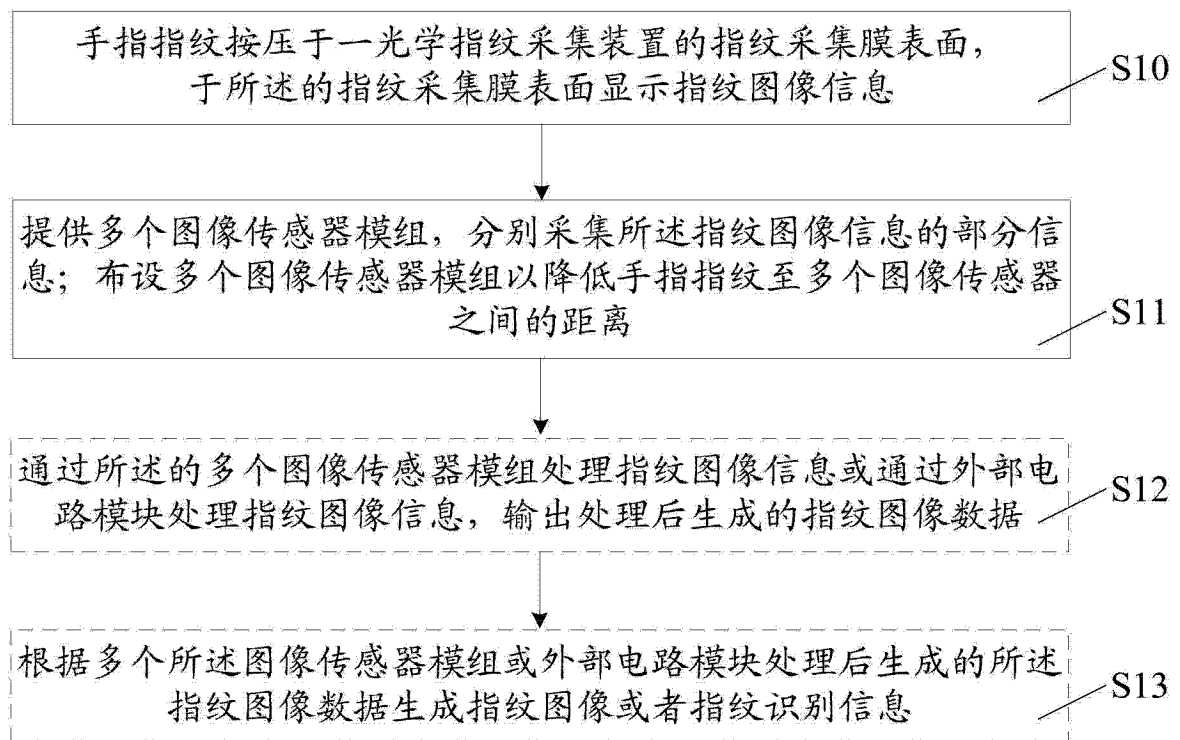 手指指纹按压于一光学指纹采集装置的指纹采集膜表面，
于所述的指纹采集膜表面显示指纹图像信息
S10
提供多个图像传感器模组，分别采集所述指纹图像信息的部分信
息；布设多个图像传感器模组以降低手指指纹至多个图像传感器
之间的距离
S11
通过所述的多个图像传感器模组处理指纹图像信息或通过外部电
路模块处理指纹图像信息，输出处理后生成的指纹图像数据
S12
根据多个所述图像传感器模组或外部电路模块处理后生成的所述
指纹图像数据生成指纹图像或者指纹识别信息
S13